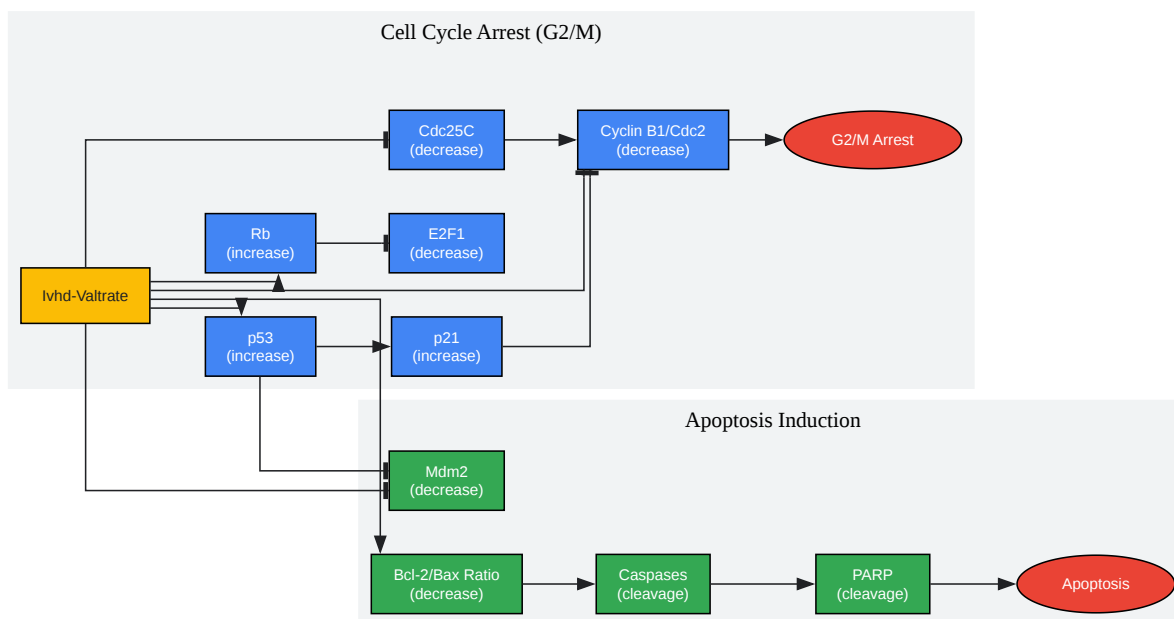 Cell Cycle Arrest (G2/M)
Cdc25C
(decrease)
Cyclin B1/Cdc2
(decrease)
G2/M Arrest
Rb
(increase)
E2F1
(decrease)
Ivhd-Valtrate
p53
(increase)
p21
(increase)
Apoptosis Induction
Mdm2
(decrease)
Bcl-2/Bax Ratio
(decrease)
Caspases
(cleavage)
PARP
(cleavage)
Apoptosis